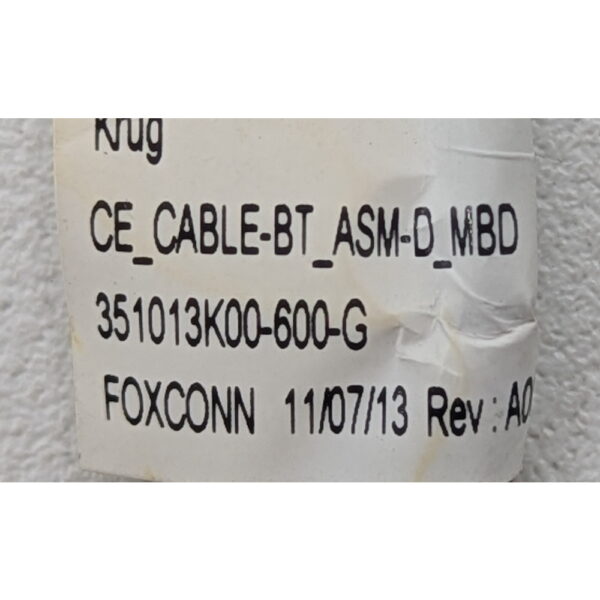 Krug
CE_CABLE-BT_ASM-D_MBD
351013K00-600-G
FOXCONN 11/07/13 Rev : A0